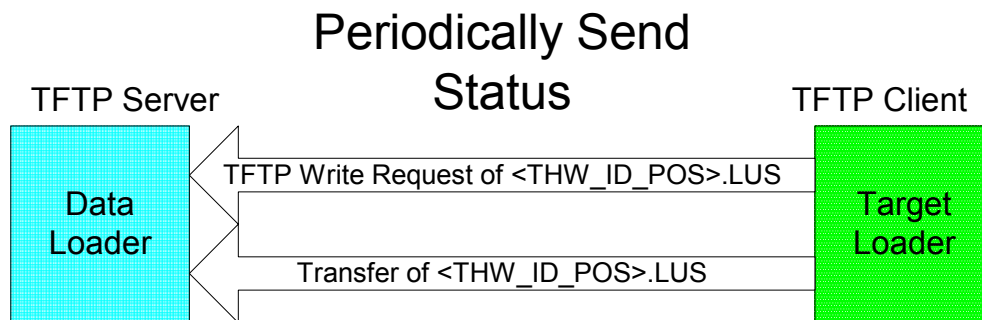 Periodically Send
Status
TFTP Server
TFTP Client
TFTP Write Request of <THW_ID_POS>.LUS
Data
Loader
Target
Loader
Transfer of <THW_ID_POS>.LUS